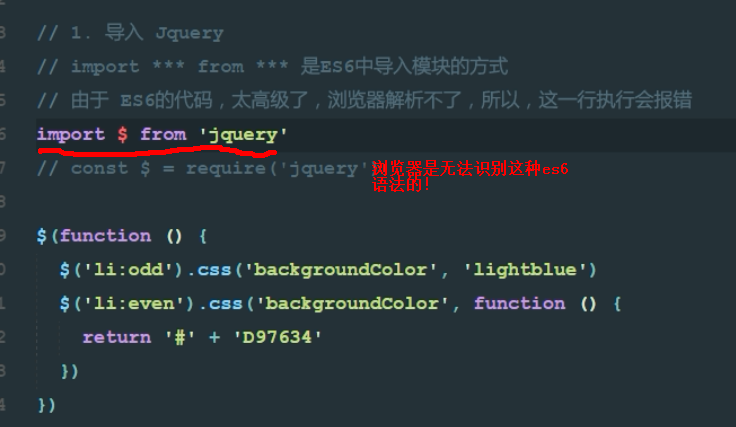 3 // 1. 导入 Jquery
4 // import *** from *** 是ES6中导入模块的方式
5 // 由于 ES6的代码，太高级了，浏览器解析不了，所以，这一行执行会报错
6 import $ from 'jquery'
7 // const $ = require('jquery'
浏览器是无法识别这种es6
语法的!
8
9 $(function () {
0 $('li:odd').css('backgroundColor', 'lightblue')
1 $('li:even').css('backgroundColor', function () {
2 return '#' + 'D97634'
3 })
4 })